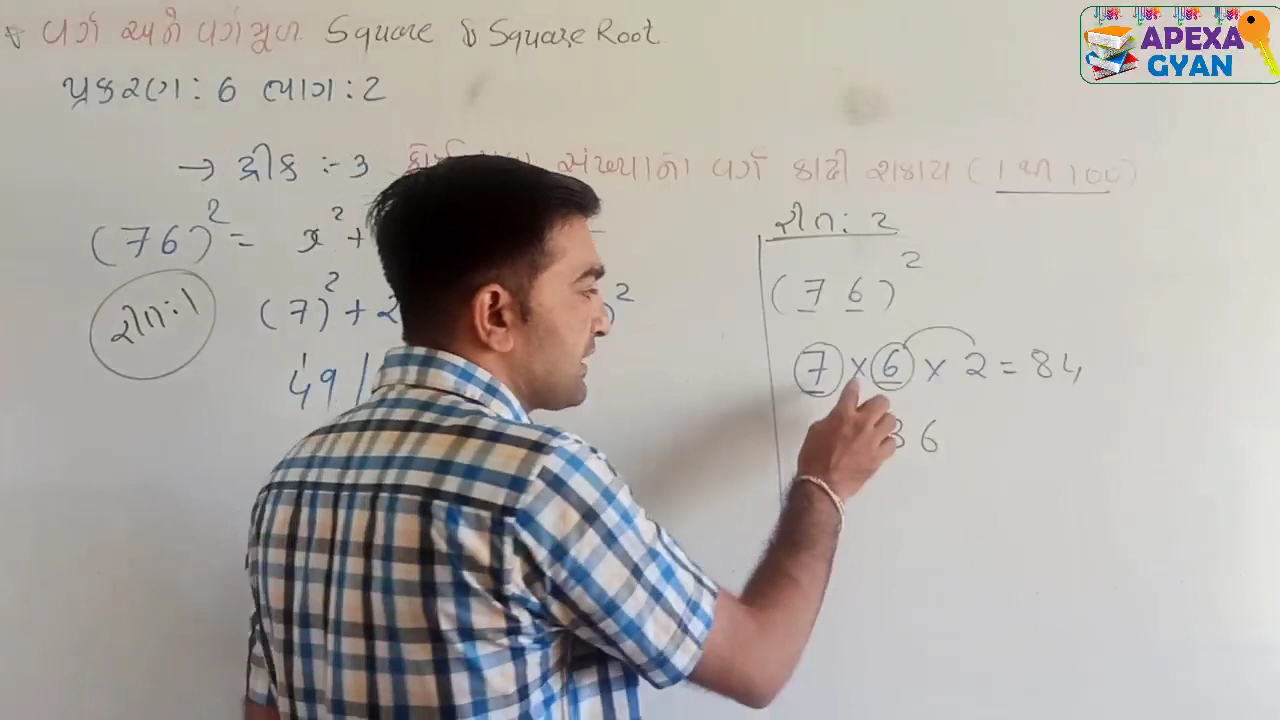 વર્ગ અને વર્ગમૂળ Square & Square Root
પ્રકરણ : 6 ભાગ : 2
→ ટ્રીક :- 3 સંખ્યાનો વર્ગ કાઢી શકાય ( 1 થી 100 )
(76)² = x² +
રીત : 1
(7)² + 2 )²
49 /
રીત : 2
(76)²
7 × 6 × 2 = 84
36
APEXA
GYAN